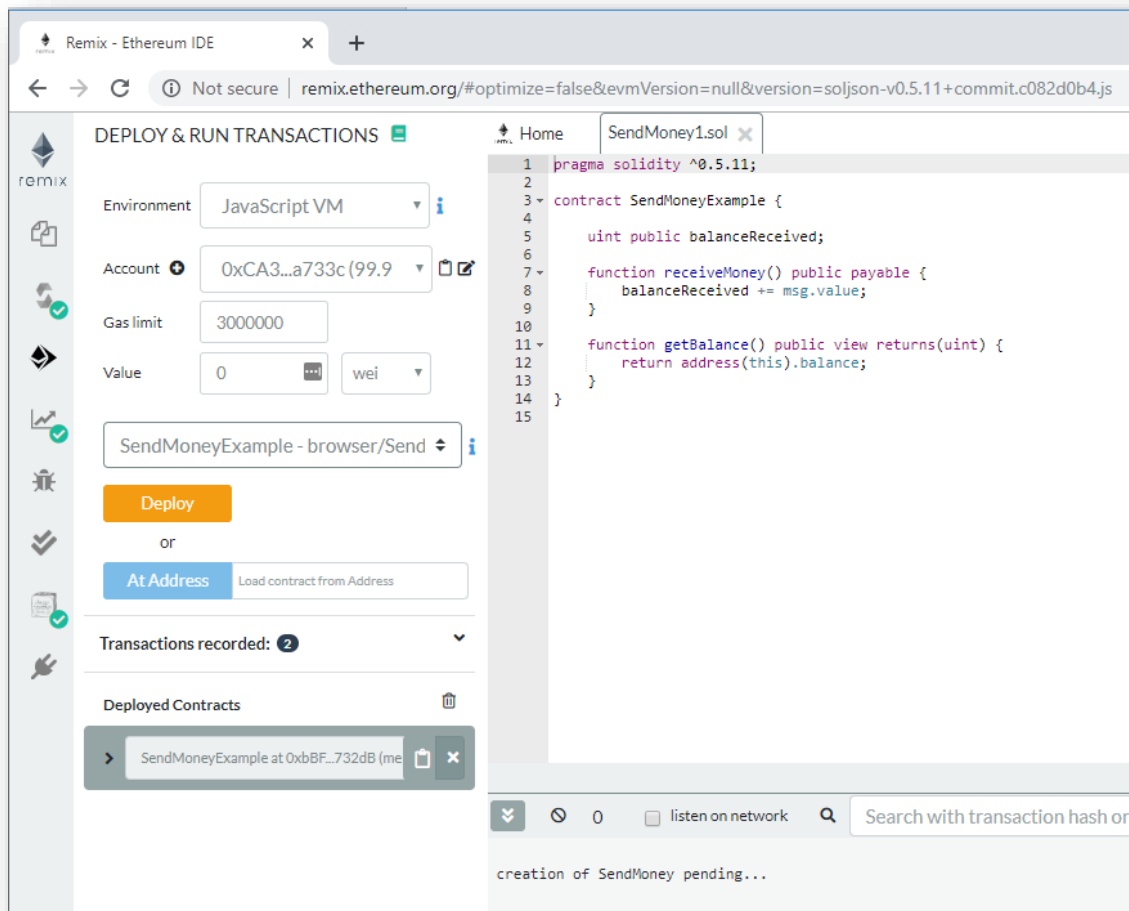 Remix - Ethereum IDE
Not secure | remix.ethereum.org/#optimize=false&evmVersion=null&version=soljson-v0.5.11+commit.c082d0b4.js
remix
DEPLOY & RUN TRANSACTIONS
Environment JavaScript VM
Account 0xCA3...a733c (99.9
Gas limit 3000000
Value 0 wei
SendMoneyExample - browser/Send
Deploy
or
At Address Load contract from Address
Transactions recorded: 2
Deployed Contracts
SendMoneyExample at 0xbBF...732dB (me
Home SendMoney1.sol
1 pragma solidity ^0.5.11;
2
3 contract SendMoneyExample {
4
5 uint public balanceReceived;
6
7 function receiveMoney() public payable {
8 balanceReceived += msg.value;
9 }
10
11 function getBalance() public view returns(uint) {
12 return address(this).balance;
13 }
14 }
15
0 listen on network Search with transaction hash or
creation of SendMoney pending...